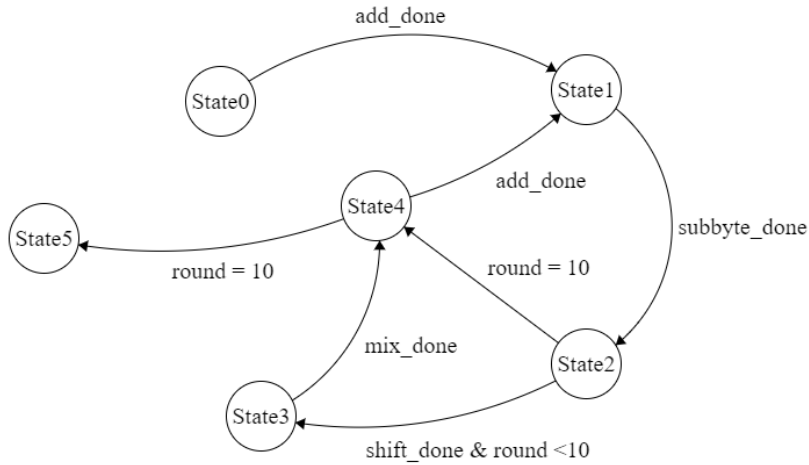 add_done
State0
State1
State4
add_done
State5
subbyte_done
round = 10
round = 10
mix_done
State2
State3
shift_done & round <10